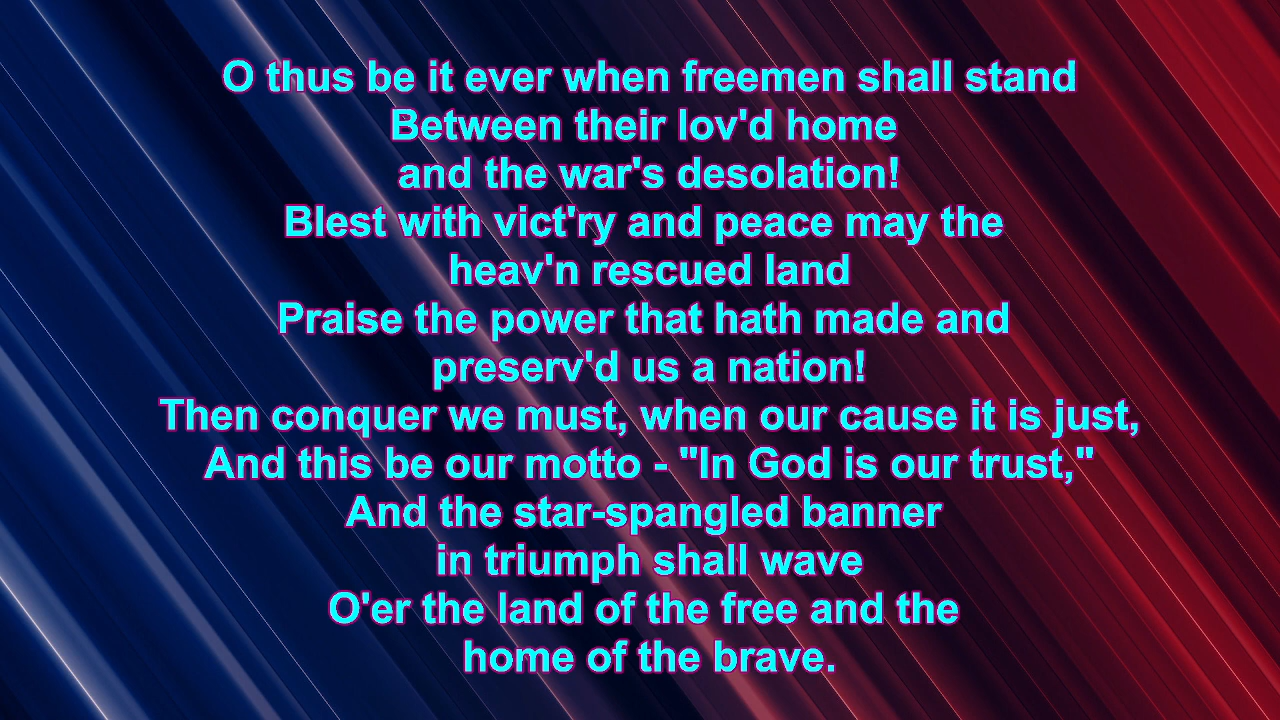 O thus be it ever when freemen shall stand
Between their lov'd home
and the war's desolation!
Blest with vict'ry and peace may the
heav'n rescued land
Praise the power that hath made and
preserv'd us a nation!
Then conquer we must, when our cause it is just,
And this be our motto - "In God is our trust,"
And the star-spangled banner
in triumph shall wave
O'er the land of the free and the
home of the brave.